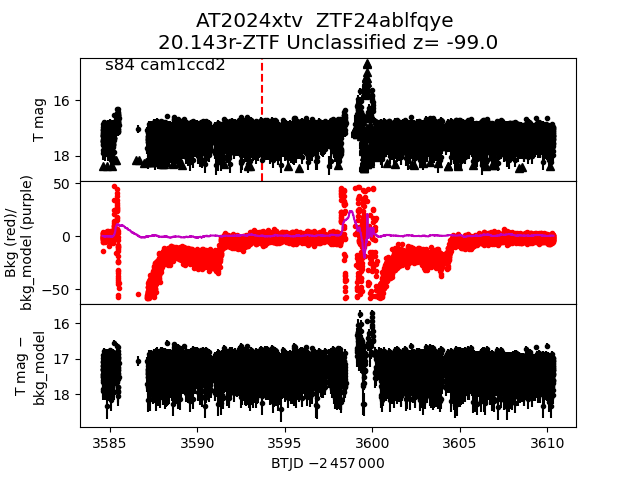 AT2024xtv  ZTF24ablfqye
20.143r-ZTF Unclassified z= -99.0
s84 cam1ccd2
T mag
16
18
Bkg (red)/
bkg_model (purple)
50
0
−50
T mag −
bkg_model
16
17
18
3585
3590
3595
3600
3605
3610
BTJD −2 457 000